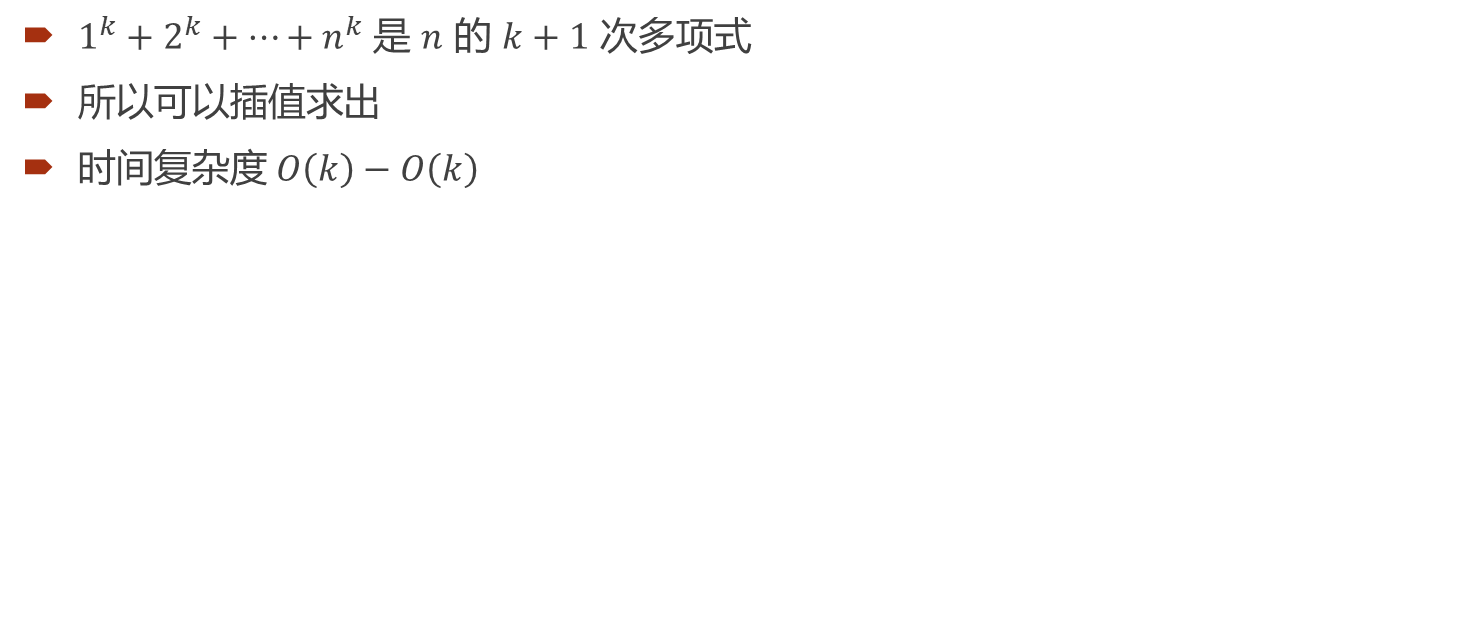 1^k + 2^k + ⋯ + n^k 是 n 的 k + 1 次多项式
所以可以插值求出
时间复杂度 O(k) − O(k)